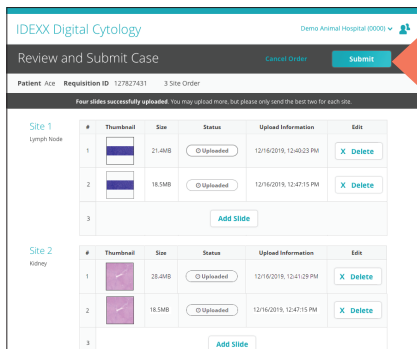 IDEXX Digital Cytology
Demo Animal Hospital (0000)
Review and Submit Case
Cancel Order
Submit
Patient Ace Requisition ID 127827431 3 Site Order
Four slides successfully uploaded. You may upload more, but please only send the best two for each site.
Site 1
Lymph Node
# Thumbnail Size Status Upload Information Edit
1 21.4MB Uploaded 12/16/2019, 12:40:23 PM X Delete
2 18.5MB Uploaded 12/16/2019, 12:47:15 PM X Delete
3 Add Slide
Site 2
Kidney
# Thumbnail Size Status Upload Information Edit
1 28.4MB Uploaded 12/16/2019, 12:41:29 PM X Delete
2 18.5MB Uploaded 12/16/2019, 12:47:15 PM X Delete
3 Add Slide